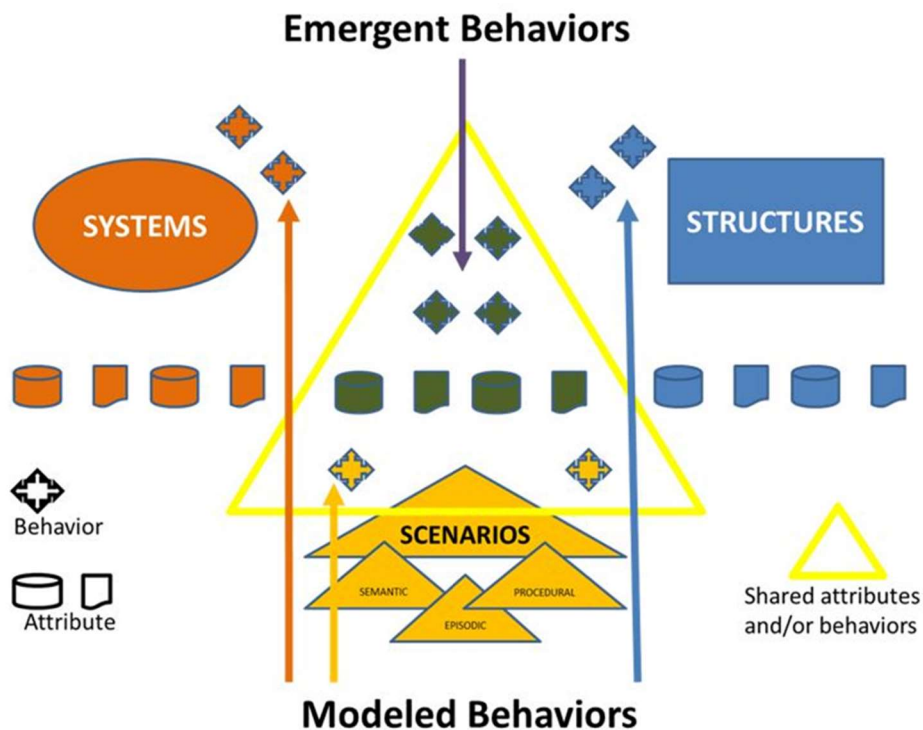 Emergent Behaviors
SYSTEMS
STRUCTURES
Behavior
Attribute
SCENARIOS
SEMANTIC
PROCEDURAL
EPISODIC
Shared attributes
and/or behaviors
Modeled Behaviors